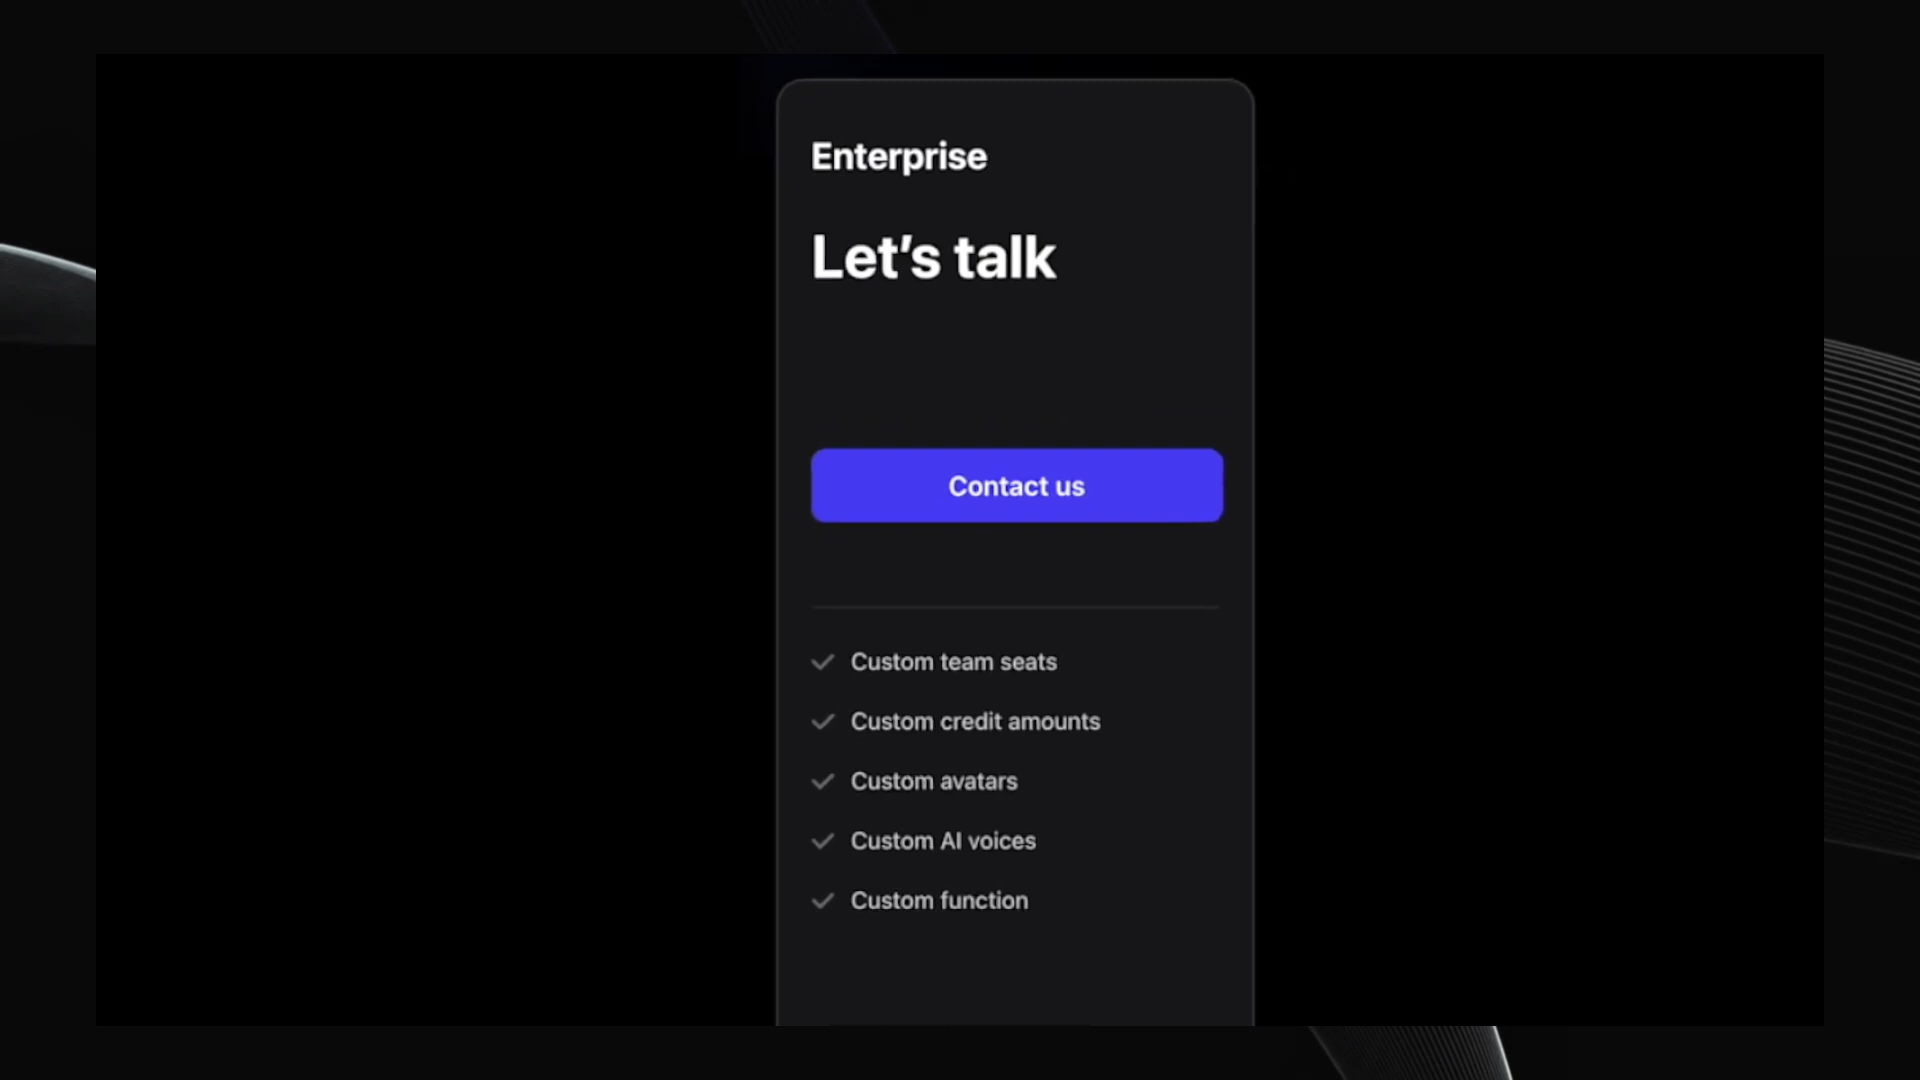 Enterprise
Let’s talk
Contact us
Custom team seats
Custom credit amounts
Custom avatars
Custom AI voices
Custom function